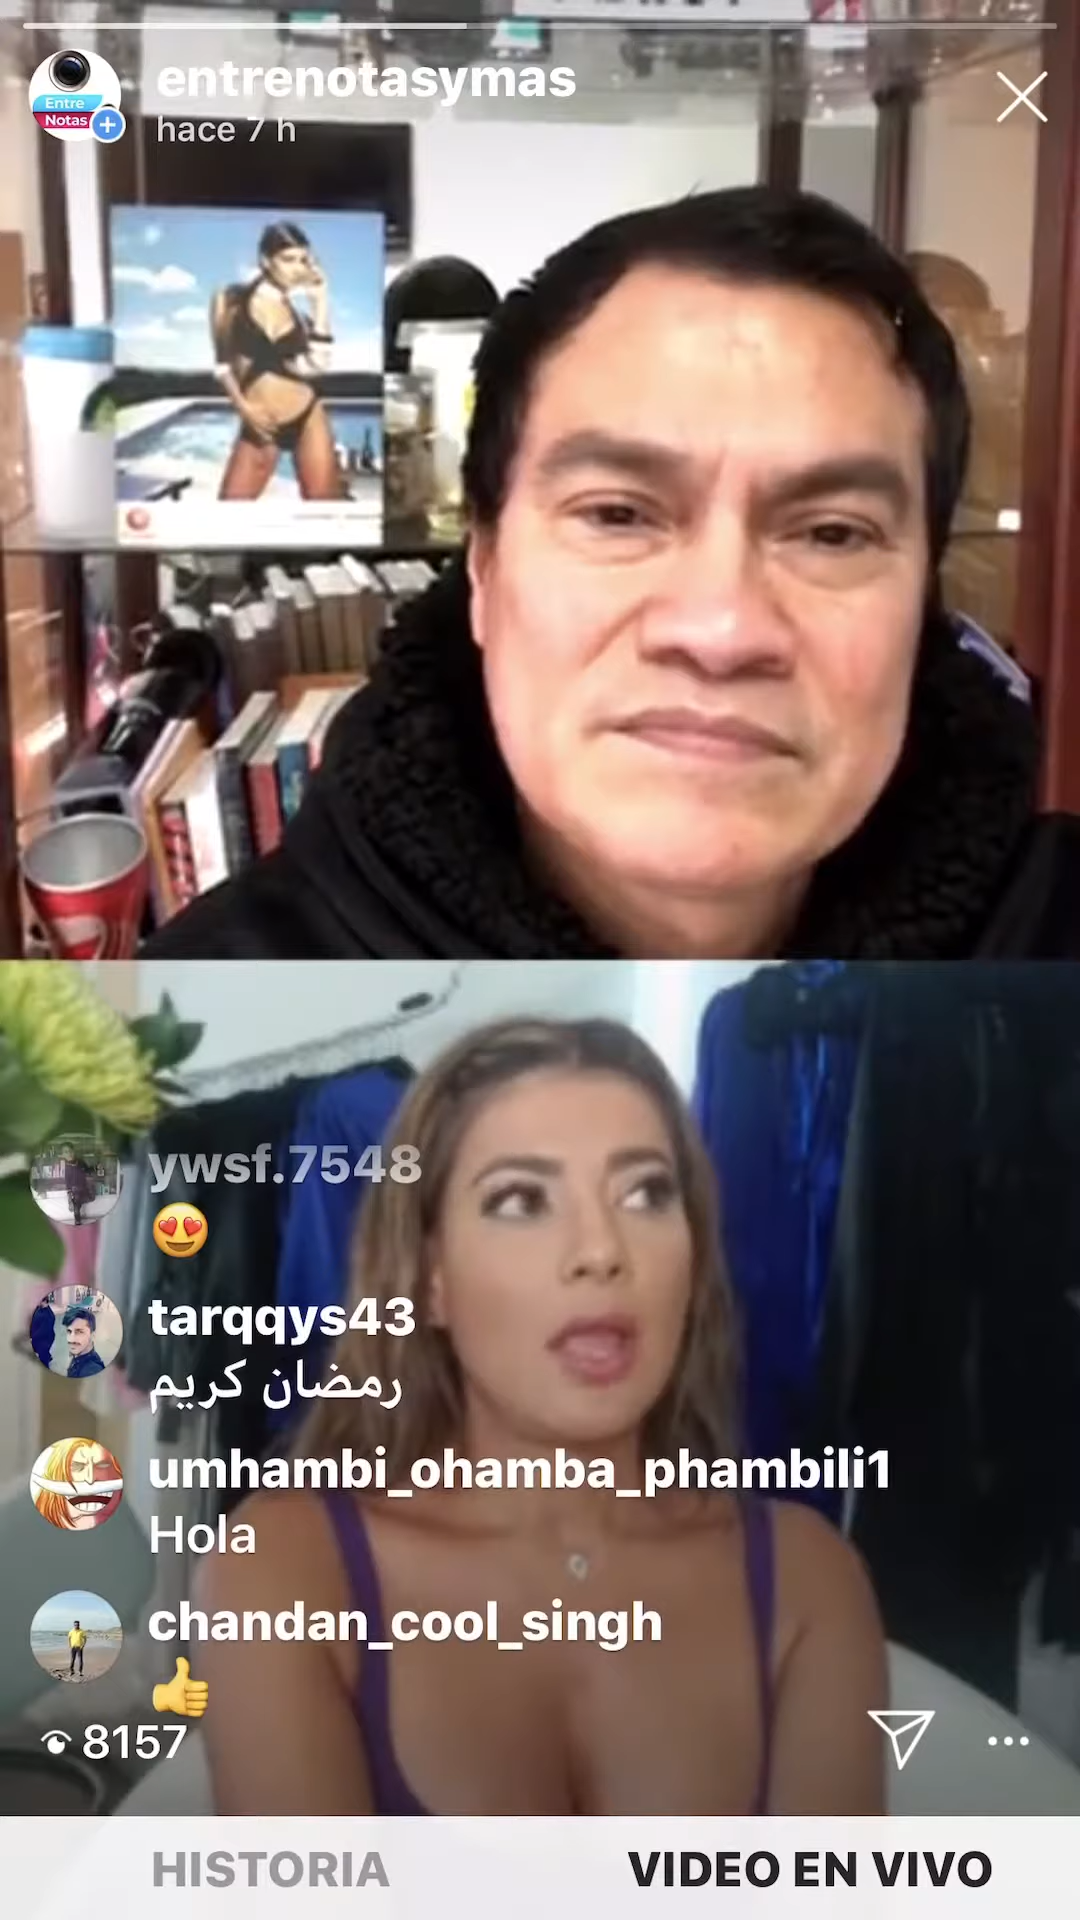 entrenotasymas
Entre
Notas
hace 7 h
ywsf.7548
😍
tarqqys43
رمضان كريم
umhambi_ohamba_phambili1
Hola
chandan_cool_singh
👍
8157
HISTORIA
VIDEO EN VIVO